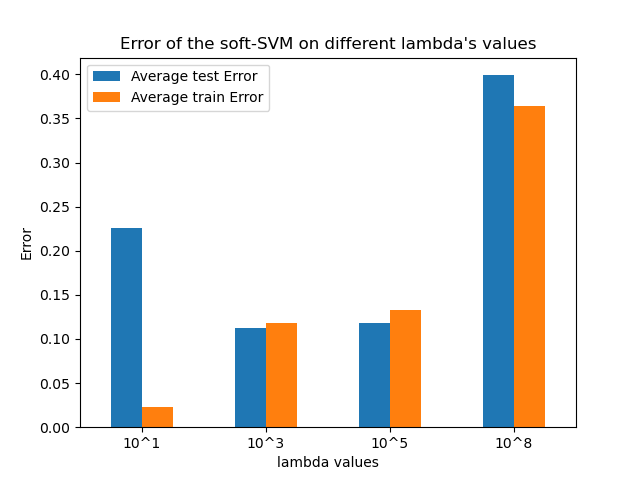 Error of the soft-SVM on different lambda's values
Average test Error
Average train Error
0.40
0.35
0.30
0.25
0.20
0.15
0.10
0.05
0.00
Error
10^1 10^3 10^5 10^8
lambda values